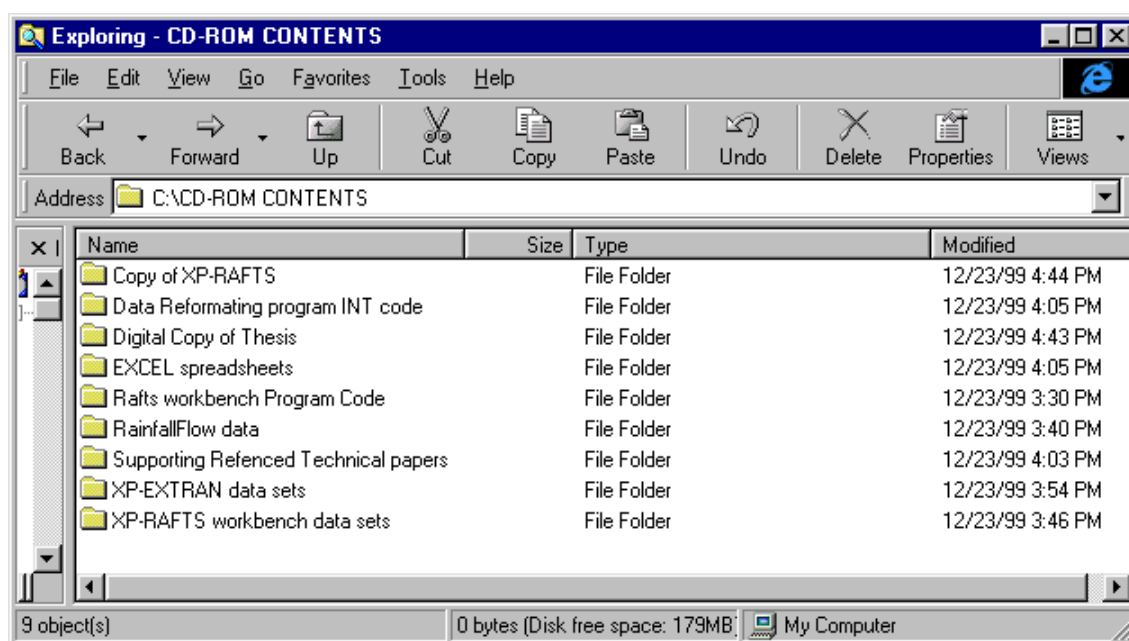 Exploring - CD-ROM CONTENTS
File Edit View Go Favorites Tools Help
Back Forward Up Cut Copy Paste Undo Delete Properties Views
Address C:\CD-ROM CONTENTS
Name Size Type Modified
Copy of XP-RAFTS File Folder 12/23/99 4:44 PM
Data Reformating program INT code File Folder 12/23/99 4:05 PM
Digital Copy of Thesis File Folder 12/23/99 4:43 PM
EXCEL spreadsheets File Folder 12/23/99 4:05 PM
Rafts workbench Program Code File Folder 12/23/99 3:30 PM
RainfallFlow data File Folder 12/23/99 3:40 PM
Supporting Refenced Technical papers File Folder 12/23/99 4:03 PM
XP-EXTRAN data sets File Folder 12/23/99 3:54 PM
XP-RAFTS workbench data sets File Folder 12/23/99 3:46 PM
9 object(s) 0 bytes (Disk free space: 179MB) My Computer